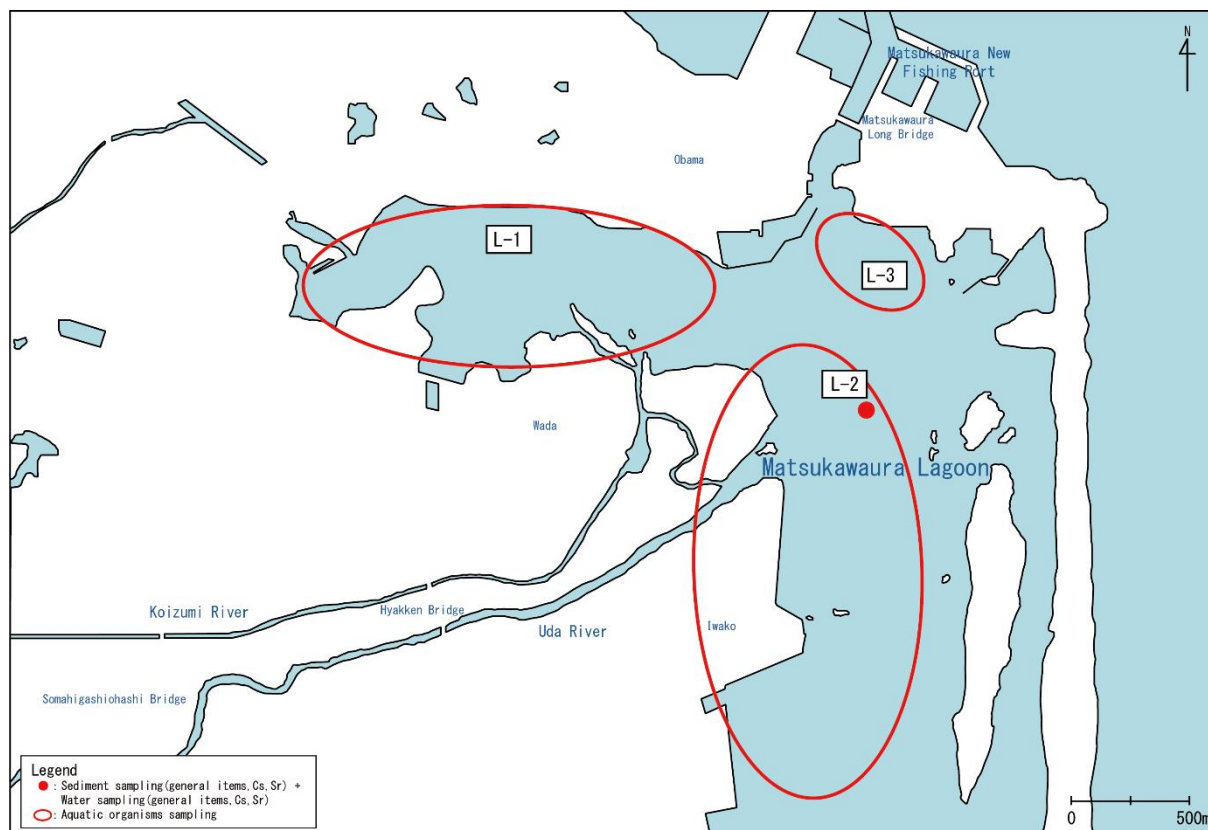 N
Matsukawaura New
Fishing Port
Matsukawaura
Long Bridge
Obama
L-1
L-3
L-2
Wada
Matsukawaura Lagoon
Koizumi River
Hyakken Bridge
Uda River
Iwako
Somahigashiohashi Bridge
Legend
: Sediment sampling(general items, Cs, Sr) +
Water sampling(general items, Cs, Sr)
: Aquatic organisms sampling
0 500m